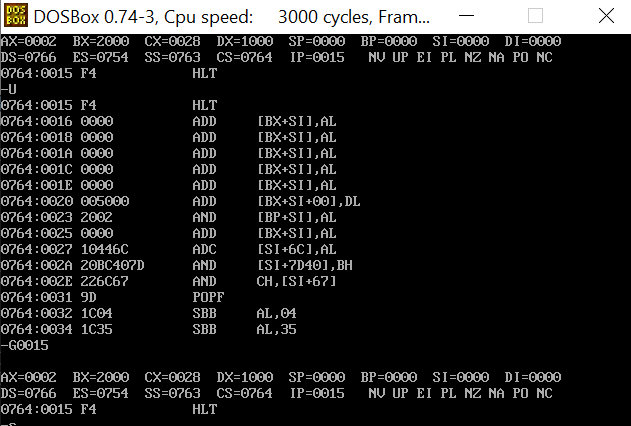 DOSBox 0.74-3, Cpu speed: 3000 cycles, Fram...
AX=0002 BX=2000 CX=0028 DX=1000 SP=0000 BP=0000 SI=0000 DI=0000
DS=0766 ES=0754 SS=0763 CS=0764 IP=0015 NV UP EI PL NZ NA PO NC
0764:0015 F4 HLT
-U
0764:0015 F4 HLT
0764:0016 0000 ADD [BX+SI],AL
0764:0018 0000 ADD [BX+SI],AL
0764:001A 0000 ADD [BX+SI],AL
0764:001C 0000 ADD [BX+SI],AL
0764:001E 0000 ADD [BX+SI],AL
0764:0020 005000 ADD [BX+SI+00],DL
0764:0023 2002 AND [BP+SI],AL
0764:0025 0000 ADD [BX+SI],AL
0764:0027 10446C ADC [SI+6C],AL
0764:002A 20BC407D AND [SI+7D40],BH
0764:002E 226C67 AND CH,[SI+67]
0764:0031 9D POPF
0764:0032 1C04 SBB AL,04
0764:0034 1C35 SBB AL,35
-G0015
AX=0002 BX=2000 CX=0028 DX=1000 SP=0000 BP=0000 SI=0000 DI=0000
DS=0766 ES=0754 SS=0763 CS=0764 IP=0015 NV UP EI PL NZ NA PO NC
0764:0015 F4 HLT